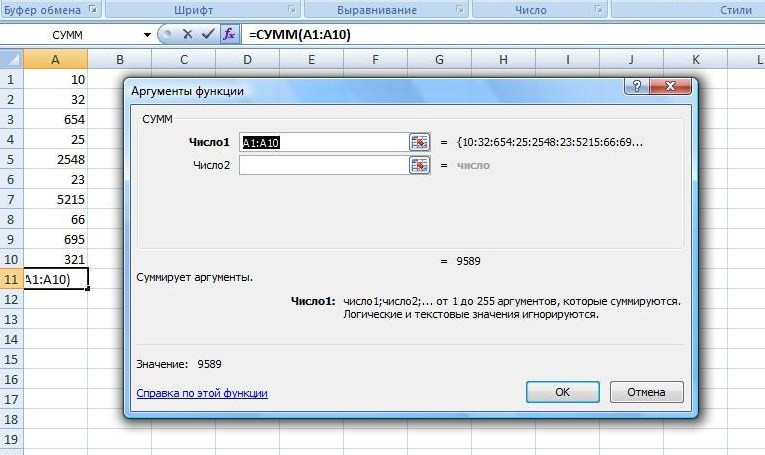 Буфер обмена Шрифт Выравнивание Число Стили
СУММ =СУММ(A1:A10)
A B C D E F G H I J K L
1 10
2 32
3 654
4 25
5 2548
6 23
7 5215
8 66
9 695
10 321
11 A1:A10)
12
13
14
15
16
17
18
19
Аргументы функции
СУММ
Число1 A1:A10 = {10:32:654:25:2548:23:5215:66:69...
Число2 = число
= 9589
Суммирует аргументы.
Число1: число1;число2;... от 1 до 255 аргументов, которые суммируются.
Логические и текстовые значения игнорируются.
Значение: 9589
Справка по этой функции OK Отмена